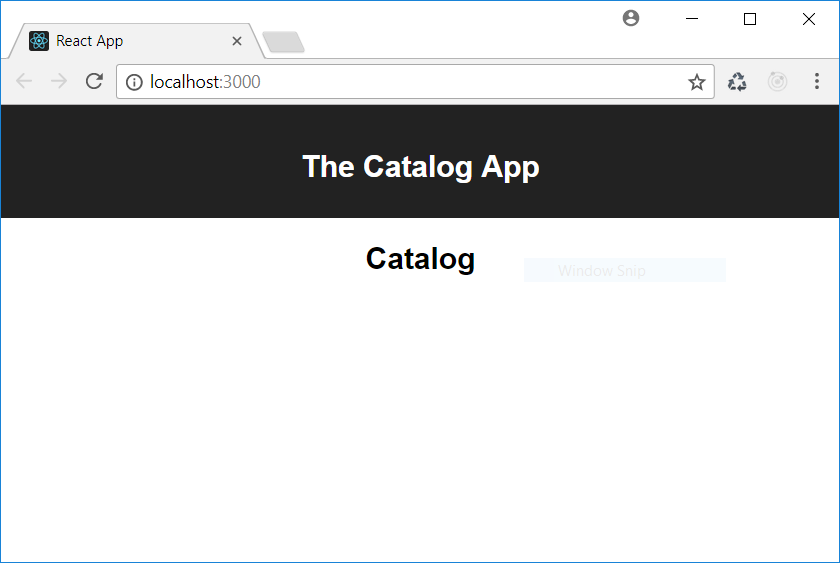 React App
localhost:3000
The Catalog App
Catalog
Window Snip